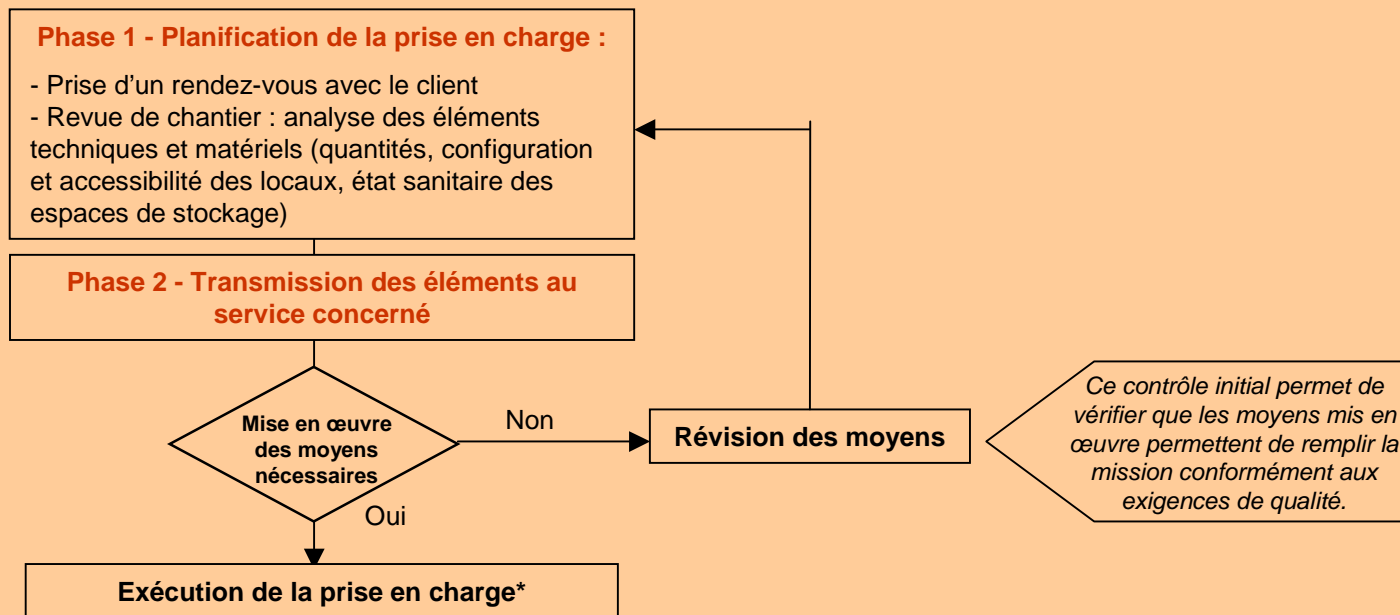 Phase 1 - Planification de la prise en charge :
- Prise d'un rendez-vous avec le client
- Revue de chantier : analyse des éléments
techniques et matériels (quantités, configuration
et accessibilité des locaux, état sanitaire des
espaces de stockage)
Phase 2 - Transmission des éléments au
service concerné
Mise en œuvre
des moyens
nécessaires
Non
Révision des moyens
Ce contrôle initial permet de
vérifier que les moyens mis en
œuvre permettent de remplir la
mission conformément aux
exigences de qualité.
Oui
Exécution de la prise en charge*